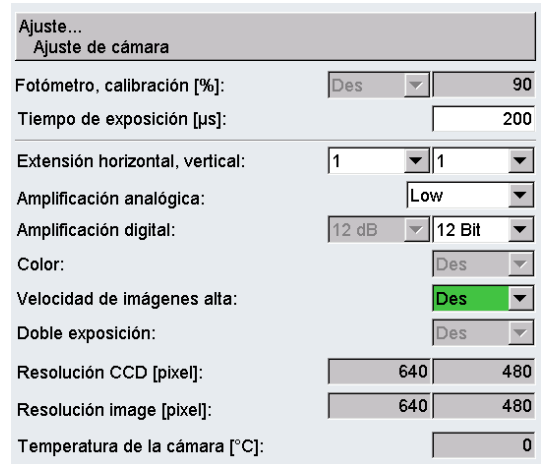 Ajuste...
Ajuste de cámara
Fotómetro, calibración [%]: Des 90
Tiempo de exposición [µs]: 200
Extensión horizontal, vertical: 1 1
Amplificación analógica: Low
Amplificación digital: 12 dB 12 Bit
Color: Des
Velocidad de imágenes alta: Des
Doble exposición: Des
Resolución CCD [pixel]: 640 480
Resolución image [pixel]: 640 480
Temperatura de la cámara [°C]: 0